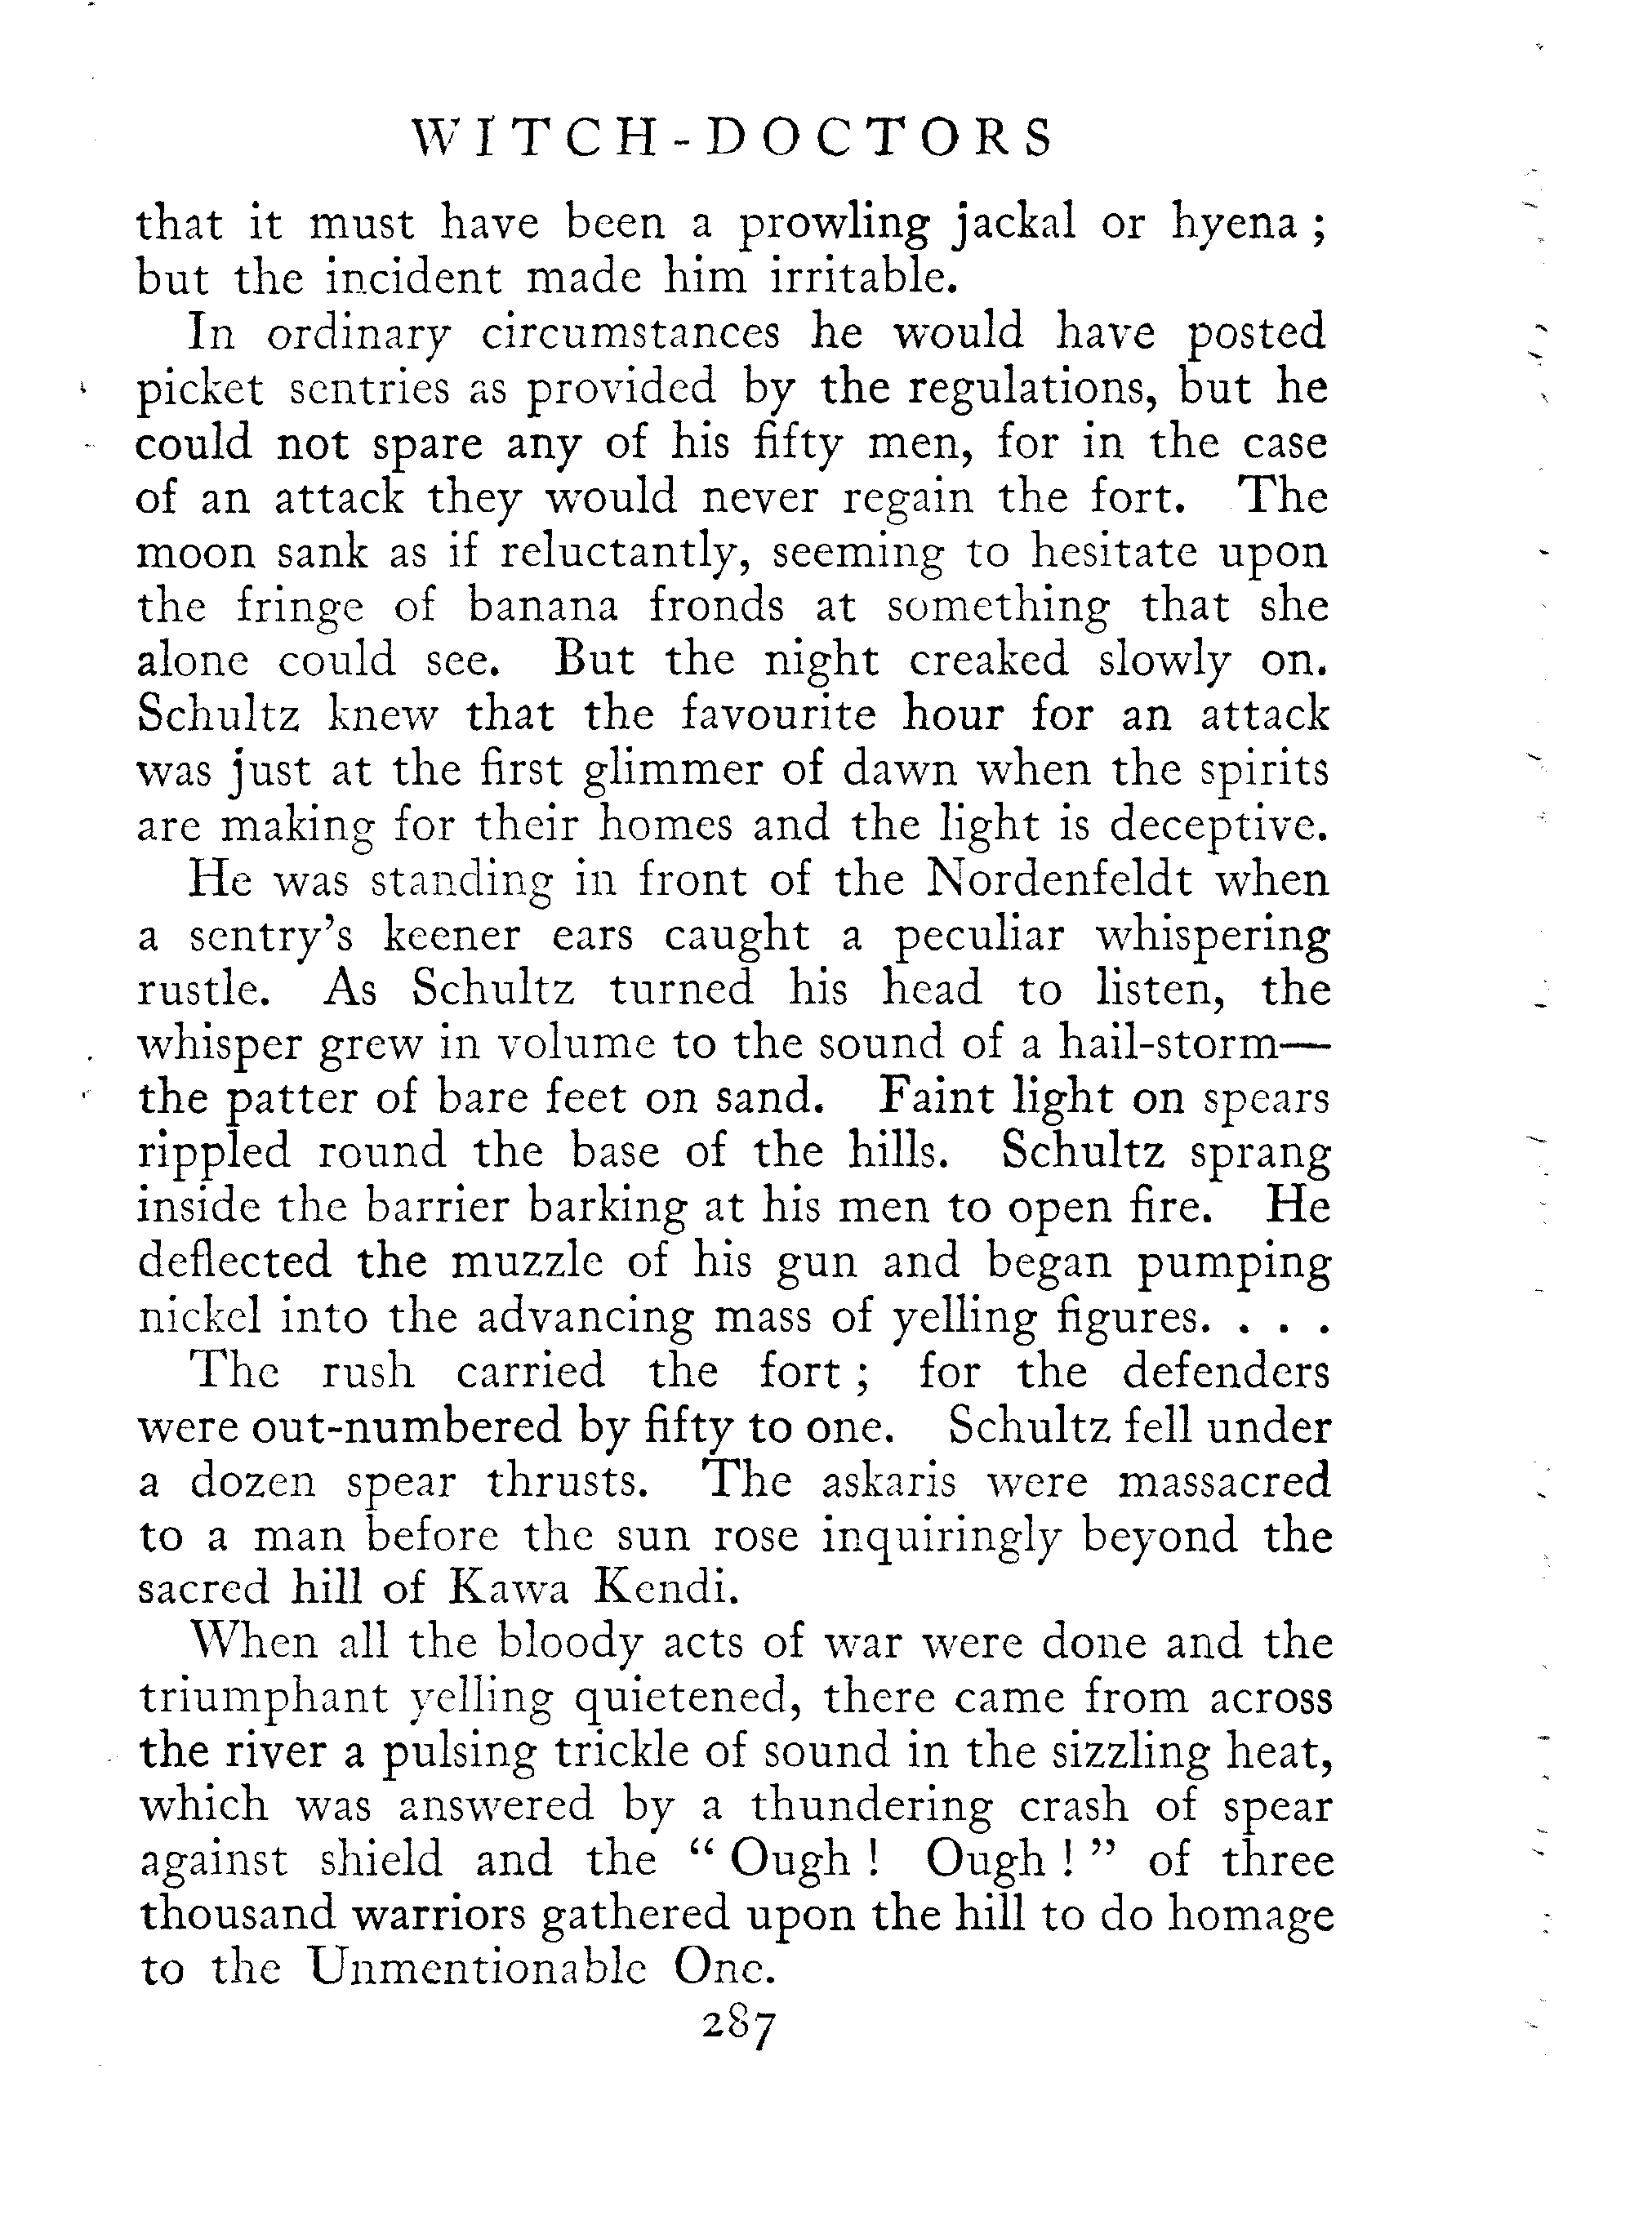 WITCH-DOCTORS
that it must have been a prowling jackal or hyena ;
but the incident made him irritable.
In ordinary circumstances he would have posted
picket sentries as provided by the regulations, but he
could not spare any of his fifty men, for in the case
of an attack they would never regain the fort. The
moon sank as if reluctantly, seeming to hesitate upon
the fringe of banana fronds at something that she
alone could see. But the night creaked slowly on.
Schultz knew that the favourite hour for an attack
was just at the first glimmer of dawn when the spirits
are making for their homes and the light is deceptive.
He was standing in front of the Nordenfeldt when
a sentry's keener ears caught a peculiar whispering
rustle. As Schultz turned his head to listen, the
whisper grew in volume to the sound of a hail-storm—
the patter of bare feet on sand. Faint light on spears
rippled round the base of the hills. Schultz sprang
inside the barrier barking at his men to open fire. He
deflected the muzzle of his gun and began pumping
nickel into the advancing mass of yelling figures. . . .
The rush carried the fort ; for the defenders
were out-numbered by fifty to one. Schultz fell under
a dozen spear thrusts. The askaris were massacred
to a man before the sun rose inquiringly beyond the
sacred hill of Kawa Kendi.
When all the bloody acts of war were done and the
triumphant yelling quietened, there came from across
the river a pulsing trickle of sound in the sizzling heat,
which was answered by a thundering crash of spear
against shield and the “ Ough ! Ough ! ” of three
thousand warriors gathered upon the hill to do homage
to the Unmentionable One.
287